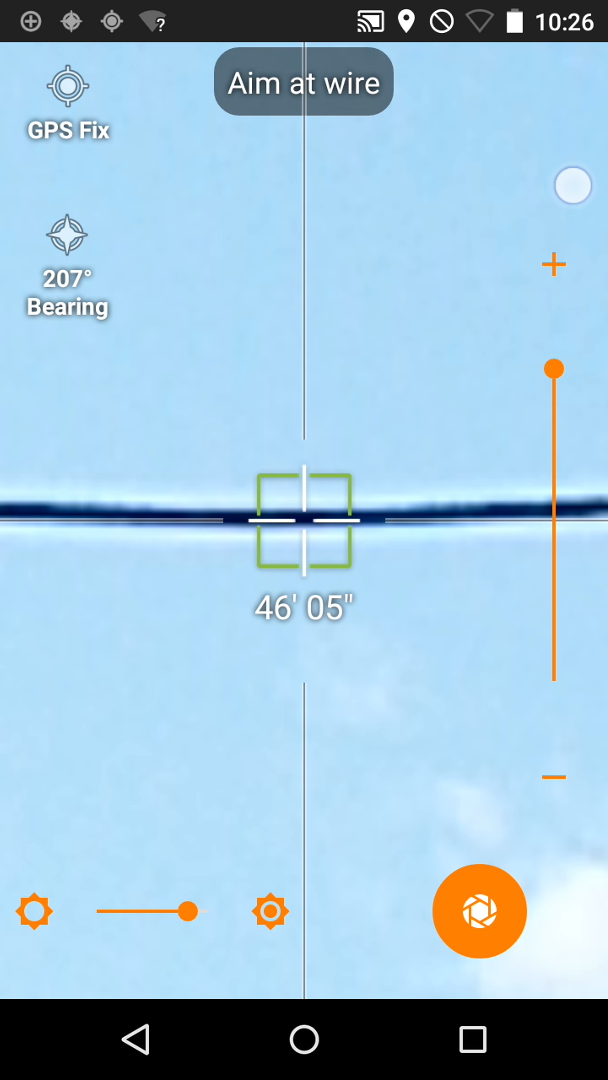 10:26
Aim at wire
GPS Fix
207°
Bearing
46' 05"